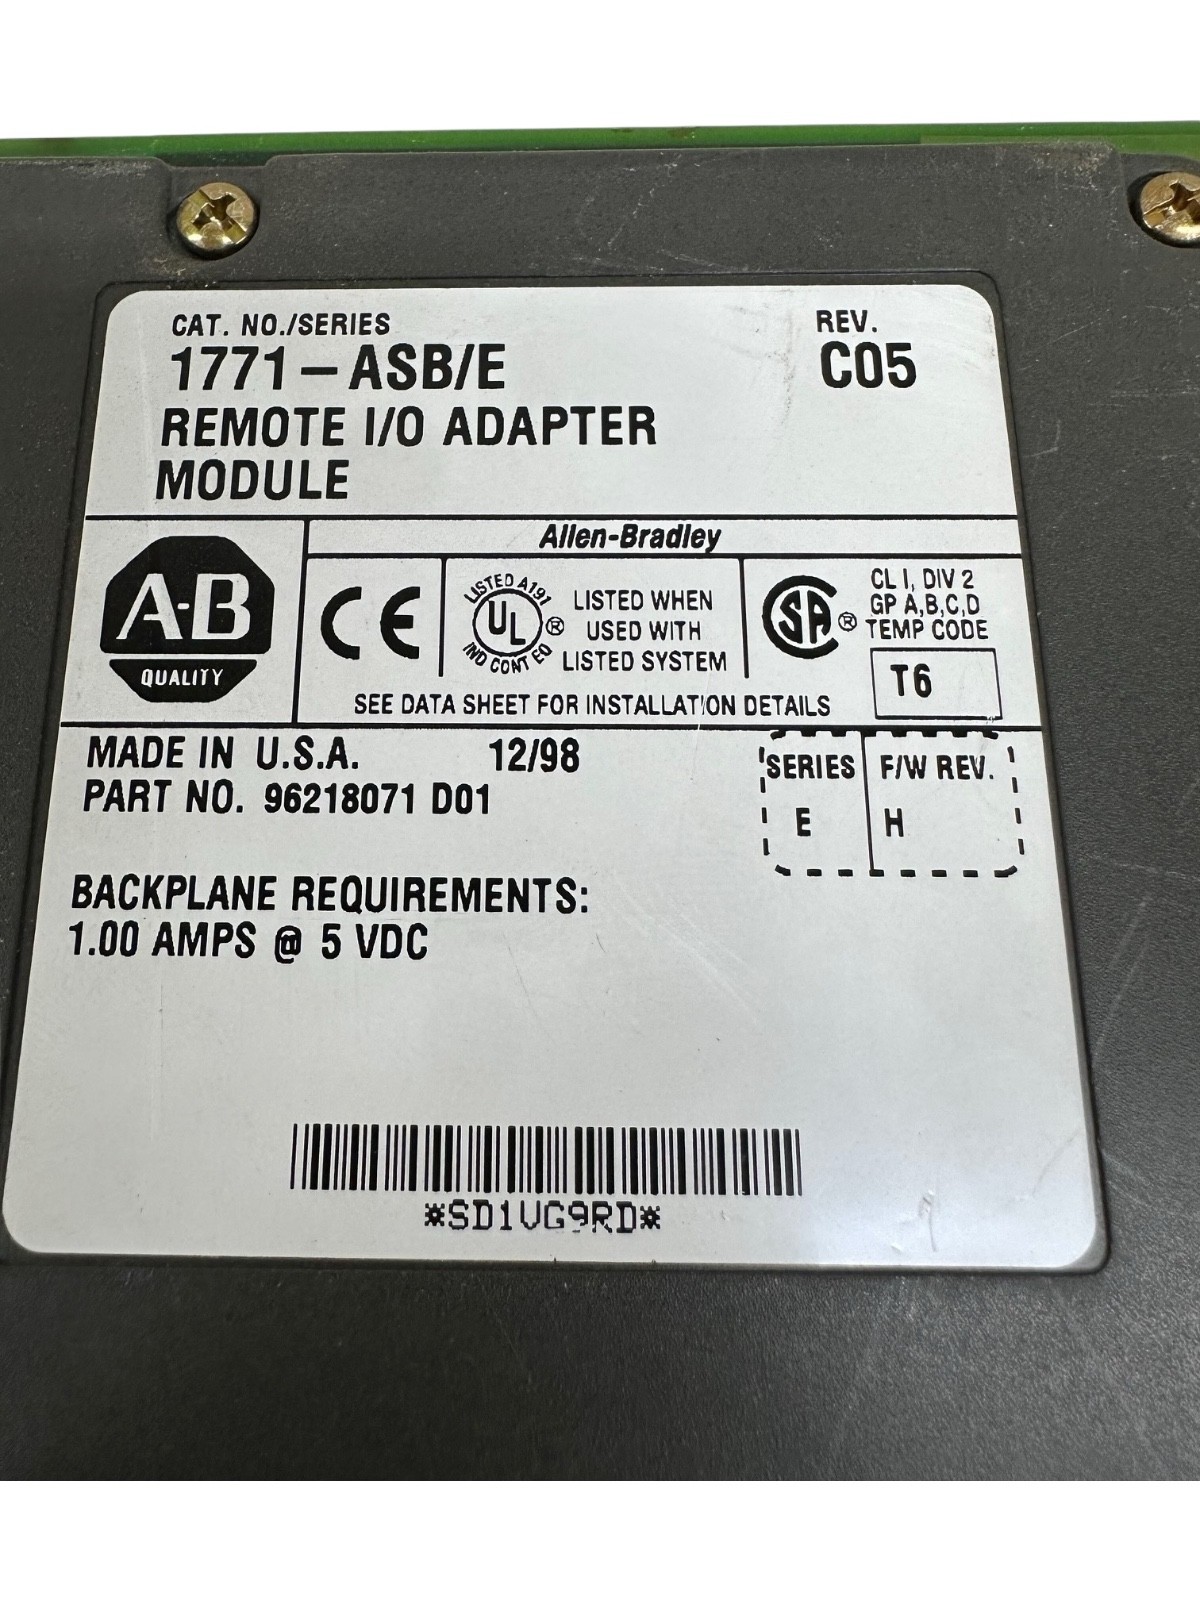 CAT. NO./SERIES
1771-ASB/E
REMOTE I/O ADAPTER
MODULE
REV.
C05
A-B
QUALITY
Allen-Bradley
CE
LISTED A191
UL ®
IND CONT EQ
LISTED WHEN
USED WITH
LISTED SYSTEM
SA ®
CL I, DIV 2
GP A,B,C,D
TEMP CODE
T6
SEE DATA SHEET FOR INSTALLATION DETAILS
MADE IN U.S.A. 12/98
PART NO. 96218071 D01
SERIES F/W REV.
E H
BACKPLANE REQUIREMENTS:
1.00 AMPS @ 5 VDC
*SD1VG9RD*